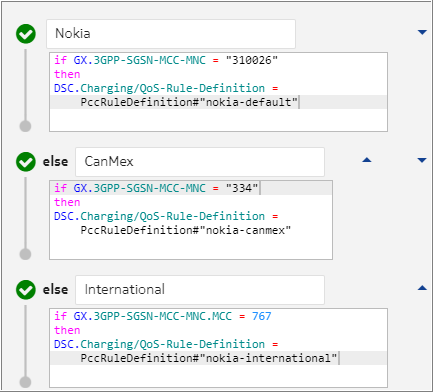 Nokia
if GX.3GPP-SGSN-MCC-MNC = "310026"
then
DSC.Charging/QoS-Rule-Definition =
PccRuleDefinition#"nokia-default"
else CanMex
if GX.3GPP-SGSN-MCC-MNC = "334"
then
DSC.Charging/QoS-Rule-Definition =
PccRuleDefinition#"nokia-canmex"
else International
if GX.3GPP-SGSN-MCC-MNC.MCC = 767
then
DSC.Charging/QoS-Rule-Definition =
PccRuleDefinition#"nokia-international"